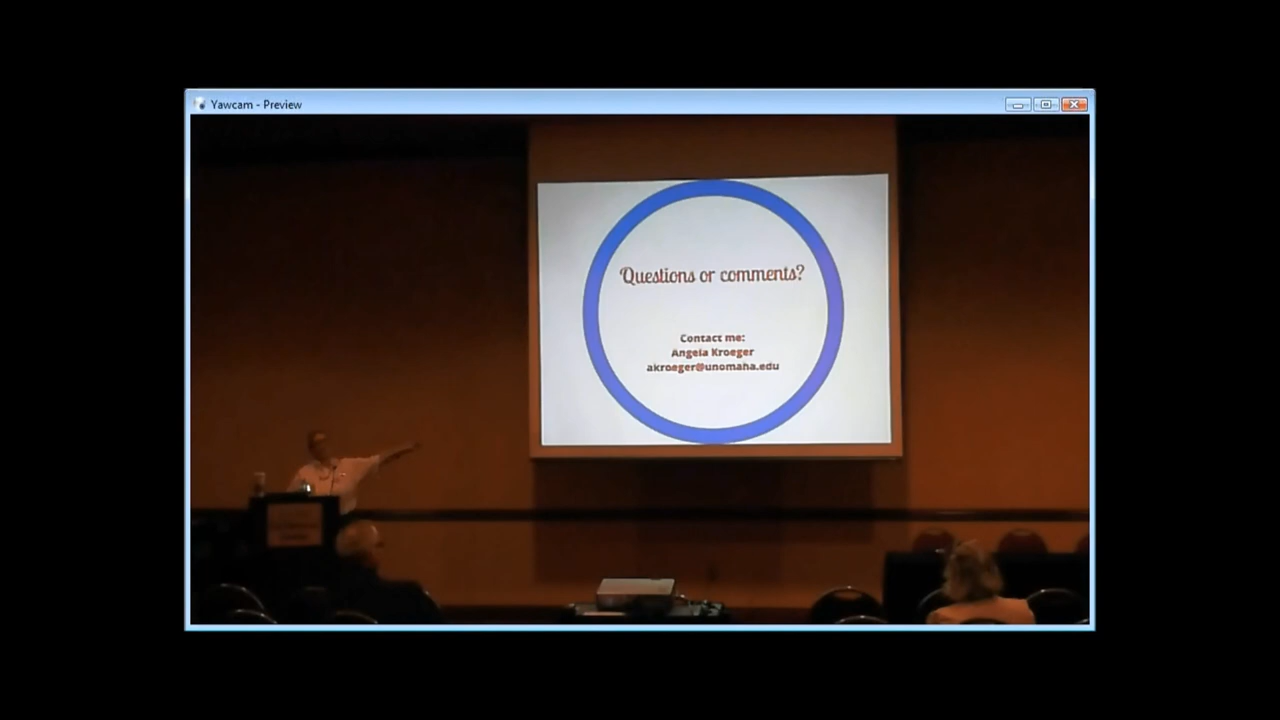 Yawcam - Preview
Questions or comments?
Contact me:
Angela Kroeger
akroeger@unomaha.edu